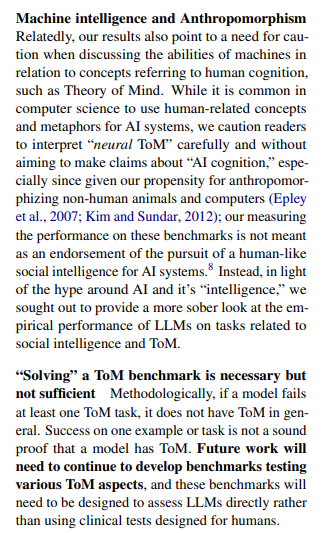 Machine intelligence and Anthropomorphism
Relatedly, our results also point to a need for cau-
tion when discussing the abilities of machines in
relation to concepts referring to human cognition,
such as Theory of Mind. While it is common in
computer science to use human-related concepts
and metaphors for AI systems, we caution readers
to interpret “neural ToM” carefully and without
aiming to make claims about “AI cognition,” espe-
cially since given our propensity for anthropomor-
phizing non-human animals and computers (Epley
et al., 2007; Kim and Sundar, 2012); our measuring
the performance on these benchmarks is not meant
as an endorsement of the pursuit of a human-like
social intelligence for AI systems.8 Instead, in light
of the hype around AI and it’s “intelligence,” we
sought out to provide a more sober look at the em-
pirical performance of LLMs on tasks related to
social intelligence and ToM.
“Solving” a ToM benchmark is necessary but
not sufficient Methodologically, if a model fails
at least one ToM task, it does not have ToM in gen-
eral. Success on one example or task is not a sound
proof that a model has ToM. Future work will
need to continue to develop benchmarks testing
various ToM aspects, and these benchmarks will
need to be designed to assess LLMs directly rather
than using clinical tests designed for humans.